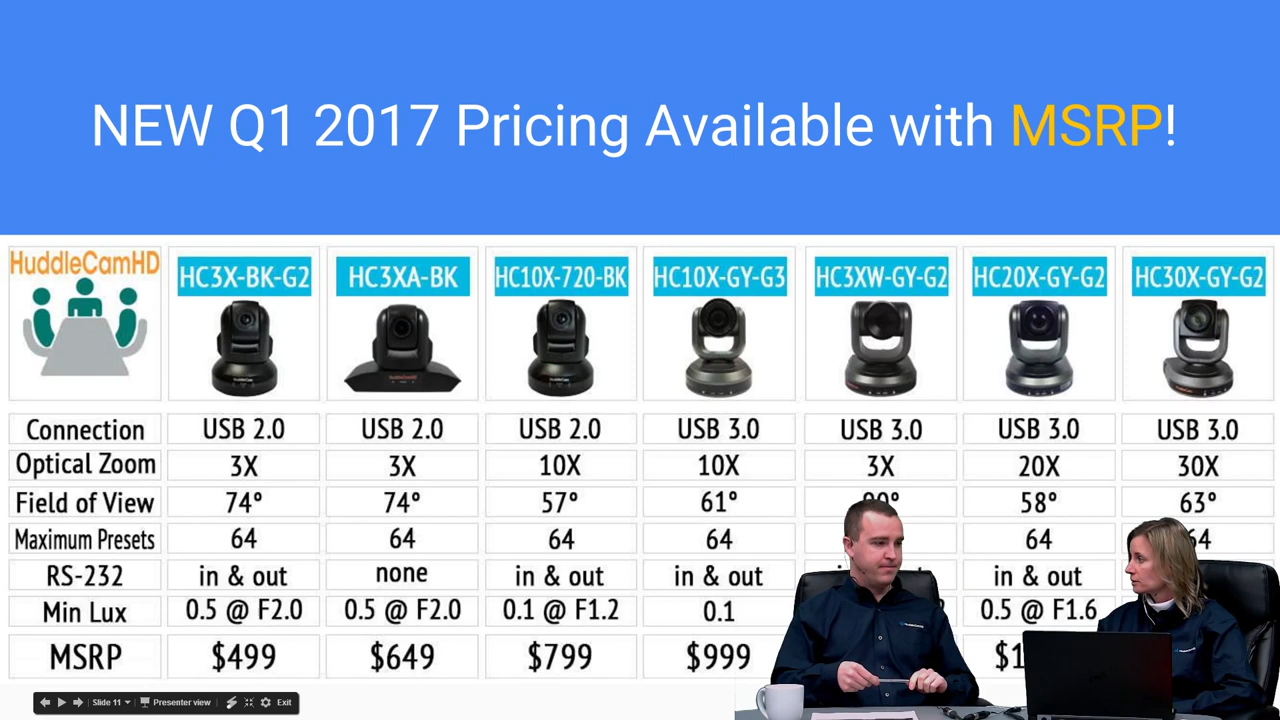 NEW Q1 2017 Pricing Available with MSRP!
HuddleCamHD HC3X-BK-G2 HC3XA-BK HC10X-720-BK HC10X-GY-G3 HC3XW-GY-G2 HC20X-GY-G2 HC30X-GY-G2
Connection USB 2.0 USB 2.0 USB 2.0 USB 3.0 USB 3.0 USB 3.0 USB 3.0
Optical Zoom 3X 3X 10X 10X 3X 20X 30X
Field of View 74° 74° 57° 61° 58° 63°
Maximum Presets 64 64 64 64 64 64
RS-232 in & out none in & out in & out in & out
Min Lux 0.5 @ F2.0 0.5 @ F2.0 0.1 @ F1.2 0.1 0.5 @ F1.6
MSRP $499 $649 $799 $999 $1
Slide 11 Presenter view Exit